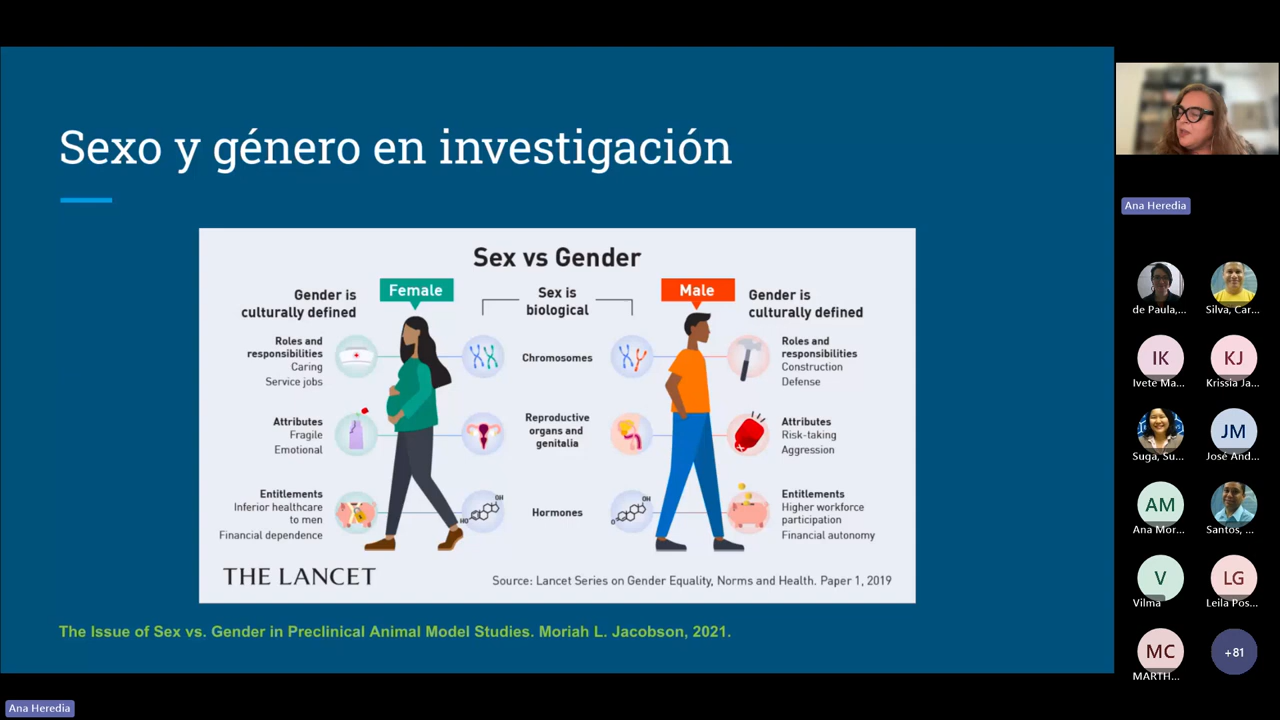 Sexo y género en investigación
Sex vs Gender
Gender is
culturally defined
Female
Sex is
biological
Male
Gender is
culturally defined
Roles and
responsibilities
Caring
Service jobs
Chromosomes
Roles and
responsibilities
Construction
Defense
Attributes
Fragile
Emotional
Reproductive
organs and
genitalia
Attributes
Risk-taking
Aggression
Entitlements
Inferior healthcare
to men
Financial dependence
HO
OH
Hormones
O
OH
Entitlements
Higher workforce
participation
Financial autonomy
THE LANCET
Source: Lancet Series on Gender Equality, Norms and Health. Paper 1, 2019
The Issue of Sex vs. Gender in Preclinical Animal Model Studies. Moriah L. Jacobson, 2021.
Ana Heredia
Ana Heredia
de Paula,...
Silva, Car...
IK
Ivete Ma...
KJ
Krissia Ja...
Suga, Su...
JM
José And...
AM
Ana Mor...
Santos, ...
V
Vilma
LG
Leila Pos...
MC
MARTH...
+81